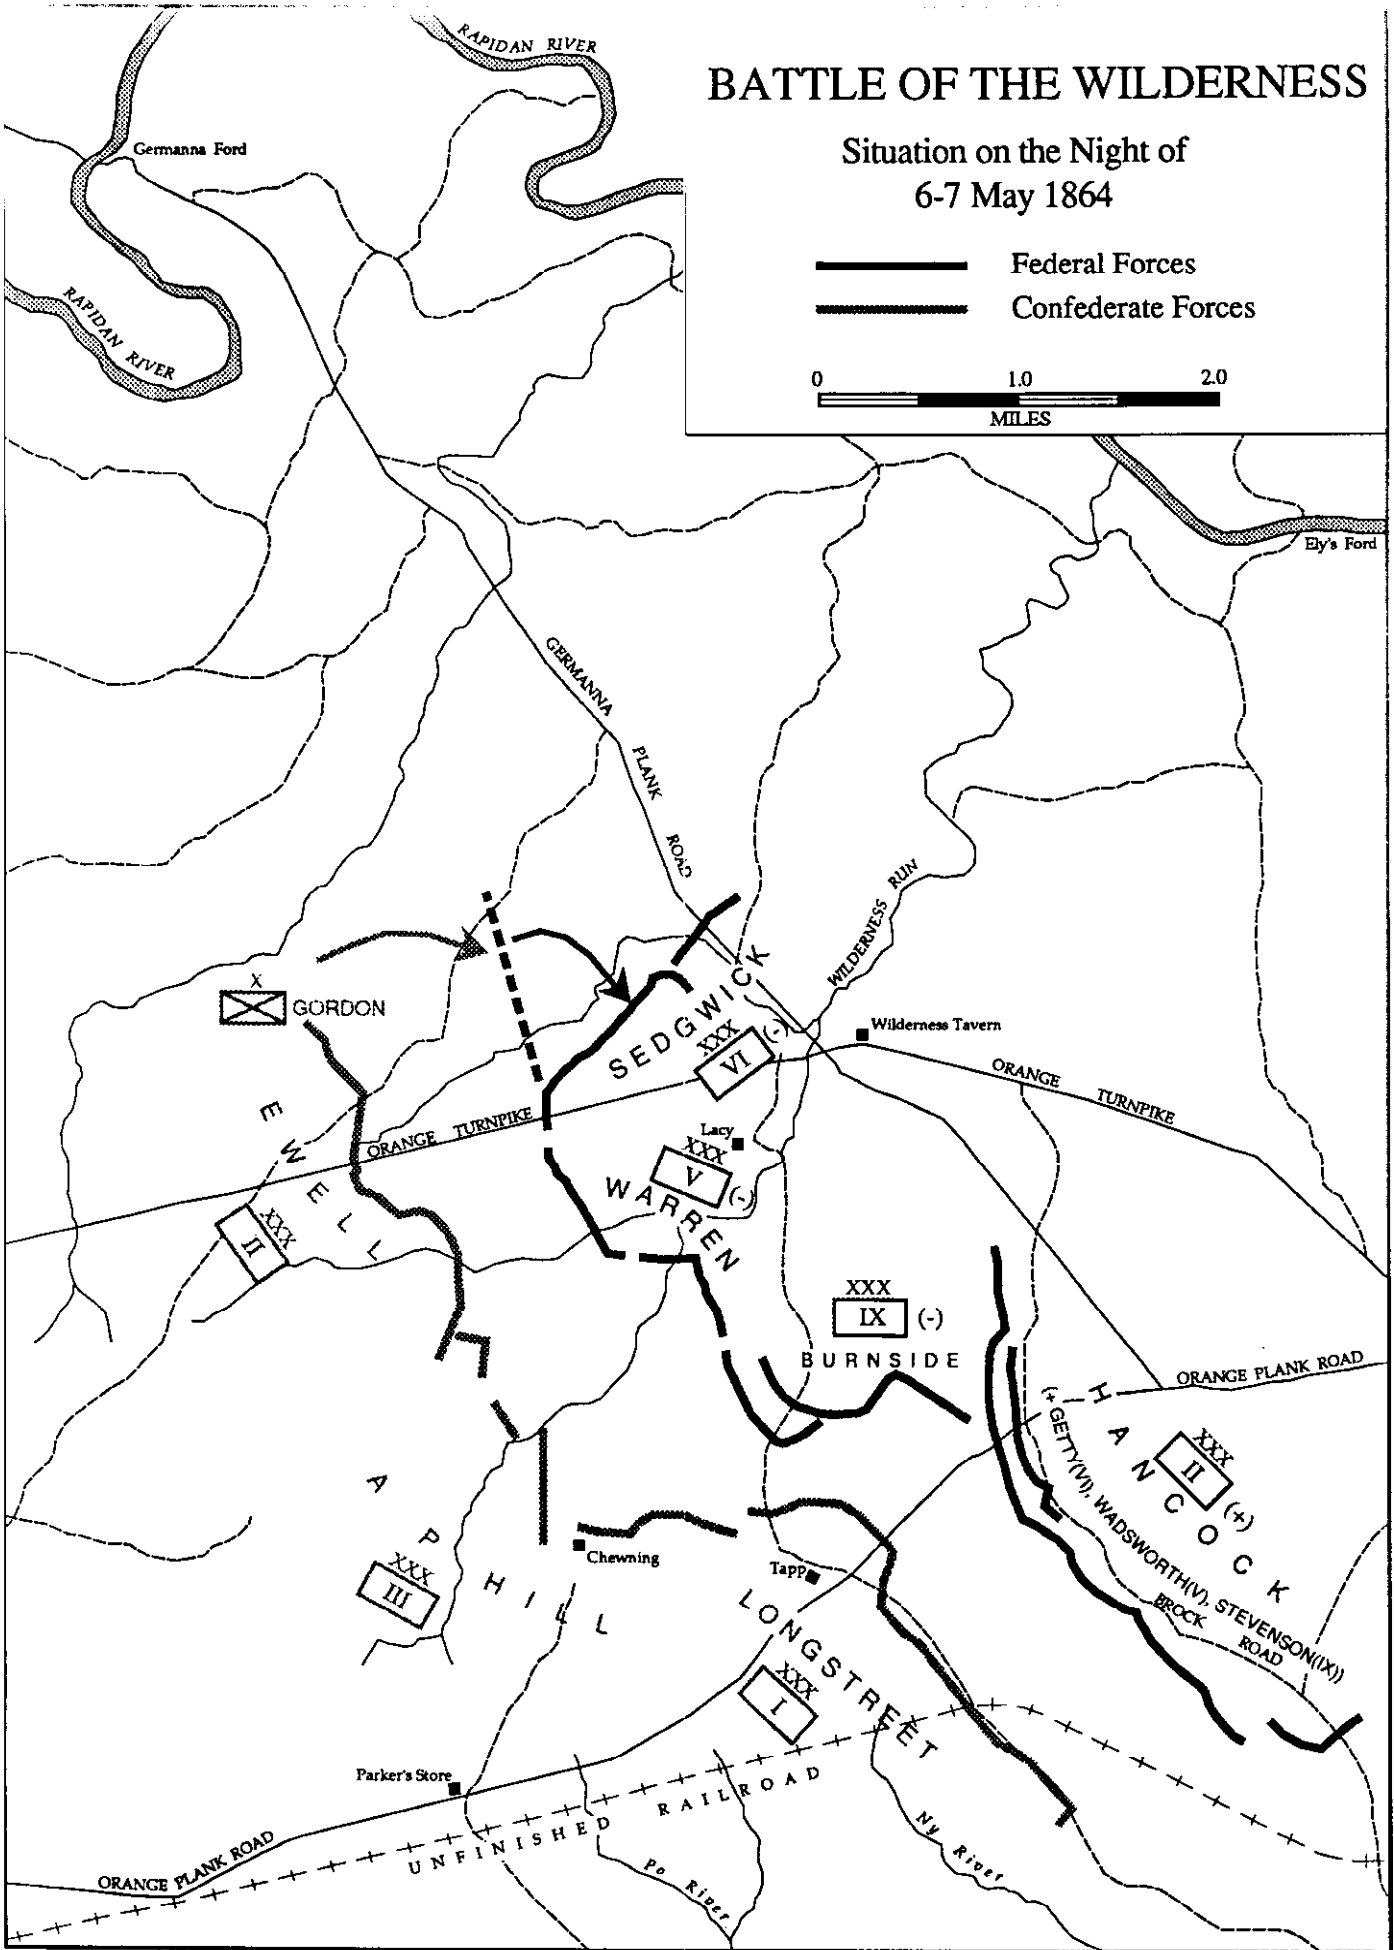 RAPIDAN RIVER
BATTLE OF THE WILDERNESS
Situation on the Night of
6-7 May 1864
Federal Forces
Confederate Forces
0 1.0 2.0
MILES
Germanna Ford
RAPIDAN RIVER
Ely's Ford
GERMANNA PLANK ROAD
WILDERNESS RUN
X
GORDON
SEDGWICK
XXX
VI
(-)
Wilderness Tavern
ORANGE TURNPIKE
ORANGE TURNPIKE
EWELL
XXX
II
Lacy
XXX
V
(-)
WARREN
XXX
IX
(-)
BURNSIDE
ORANGE PLANK ROAD
HANCOCK
XXX
II
(+)
(+ GETTY(VI), WADSWORTH(V), STEVENSON(IX))
BROCK ROAD
A P HILL
XXX
III
Chewning
Tapp
LONGSTREET
XXX
I
Parker's Store
UNFINISHED RAILROAD
ORANGE PLANK ROAD
Po River
Ny River